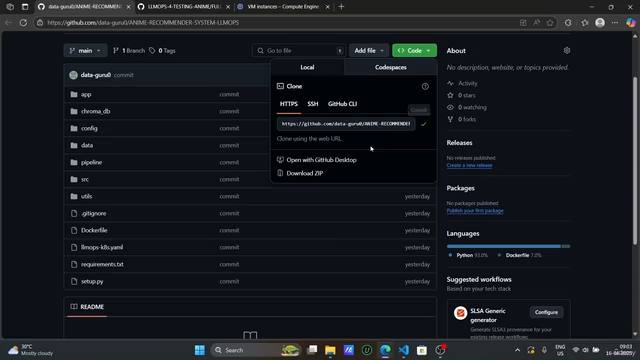 data-guru0/ANIME-RECOMMENDER-
LLMOPS-4-TESTING-ANIME/FUL
VM instances – Compute Engine
https://github.com/data-guru0/ANIME-RECOMMENDER-SYSTEM-LLMOPS
main
1 Branch
0 Tags
Go to file
t
Add file
Code
About
No description, website, or topics provided.
Activity
0 stars
0 watching
0 forks
Releases
No releases published
Create a new release
Packages
No packages published
Publish your first package
Languages
Python 93.0%
Dockerfile 7.0%
Suggested workflows
Based on your tech stack
SLSA Generic generator
Configure
Generate SLSA3 provenance for your
existing release workflows
Local
Codespaces
Clone
HTTPS
SSH
GitHub CLI
https://github.com/data-guru0/ANIME-RECOMMENDER
Clone using the web URL.
Open with GitHub Desktop
Download ZIP
data-guru0 commit
app
commit
chroma_db
commit
config
commit
data
commit
pipeline
commit
src
commit
utils
commit
yesterday
.gitignore
commit
yesterday
Dockerfile
commit
yesterday
llmops-k8s.yaml
commit
yesterday
requirements.txt
commit
yesterday
setup.py
commit
yesterday
README
30°C
Mostly cloudy
Search
ENG
US
09:03